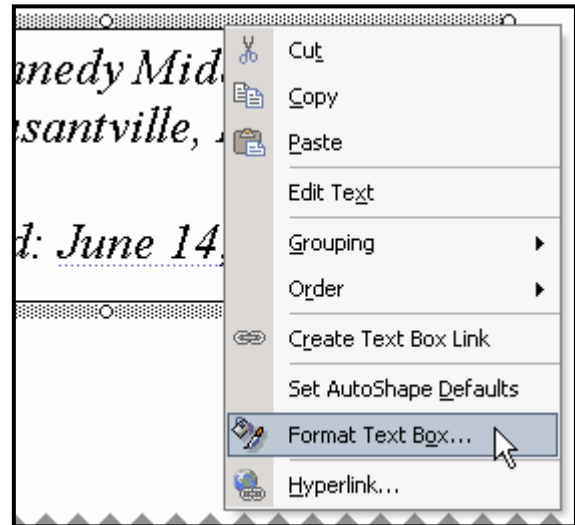 nnedy Mid
santville,
d: June 14,
Cut
Copy
Paste
Edit Text
Grouping
Order
Create Text Box Link
Set AutoShape Defaults
Format Text Box...
Hyperlink...